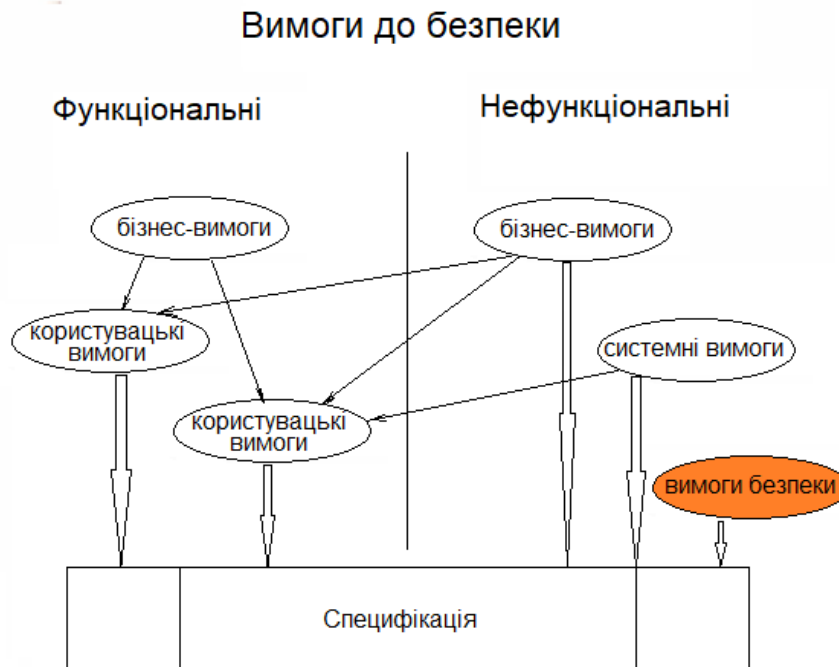 Вимоги до безпеки
Функціональні
Нефункціональні
бізнес-вимоги
бізнес-вимоги
користувацькі
вимоги
системні вимоги
користувацькі
вимоги
вимоги безпеки
Специфікація